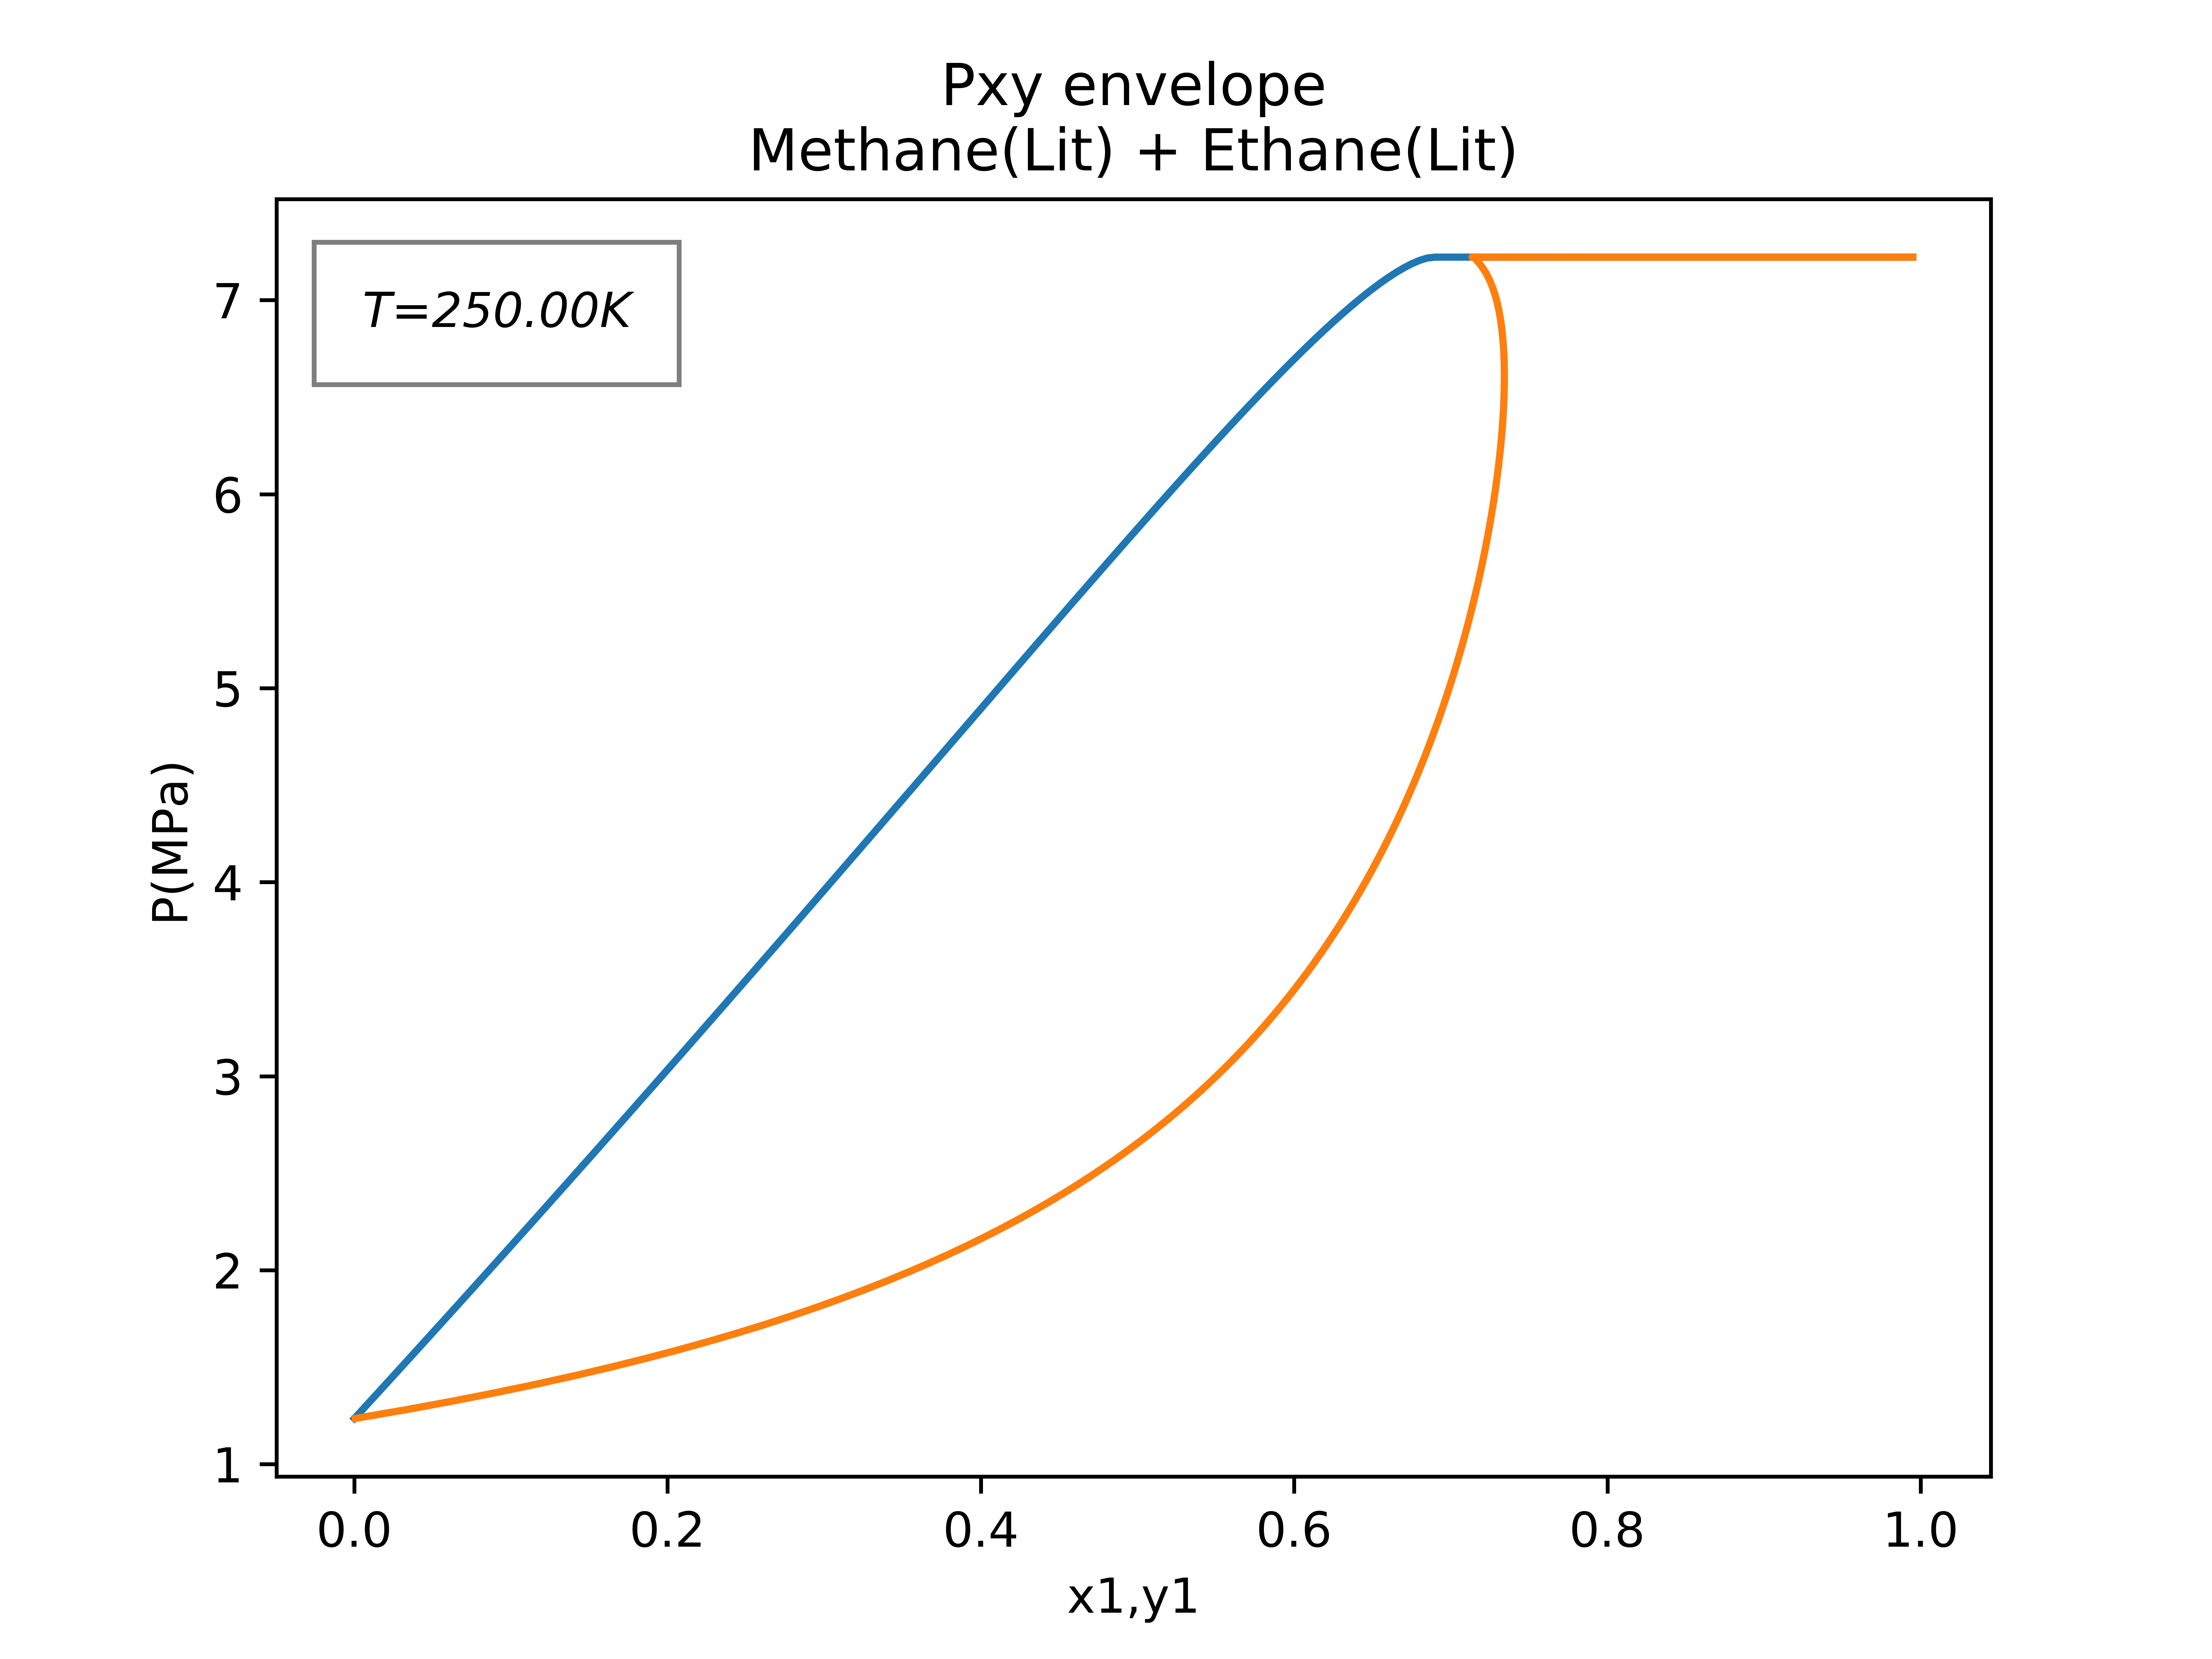 Pxy envelope
Methane(Lit) + Ethane(Lit)
T=250.00K
P(MPa)
7
6
5
4
3
2
1
0.0 0.2 0.4 0.6 0.8 1.0
x1,y1